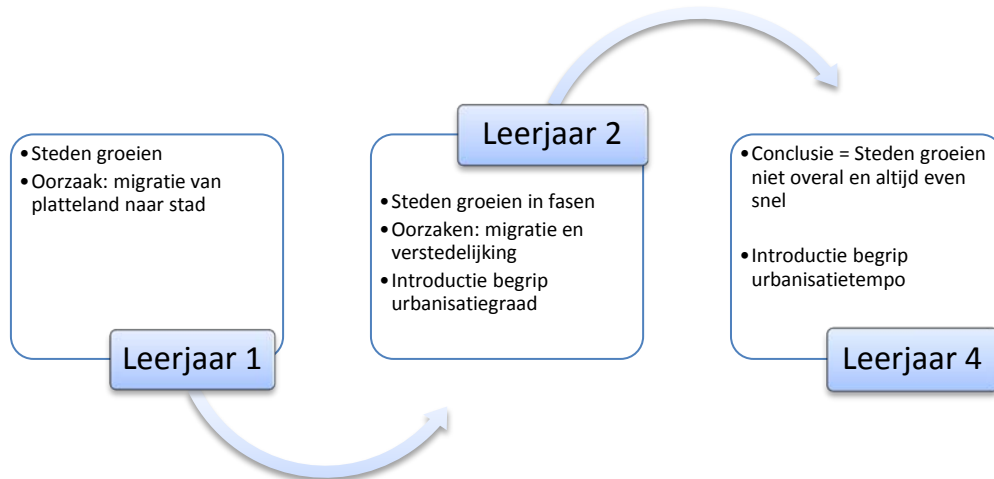 • Steden groeien
• Oorzaak: migratie van
platteland naar stad
Leerjaar 1
Leerjaar 2
• Steden groeien in fasen
• Oorzaken: migratie en
verstedelijking
• Introductie begrip
urbanisatiegraad
• Conclusie = Steden groeien
niet overal en altijd even
snel
• Introductie begrip
urbanisatietempo
Leerjaar 4